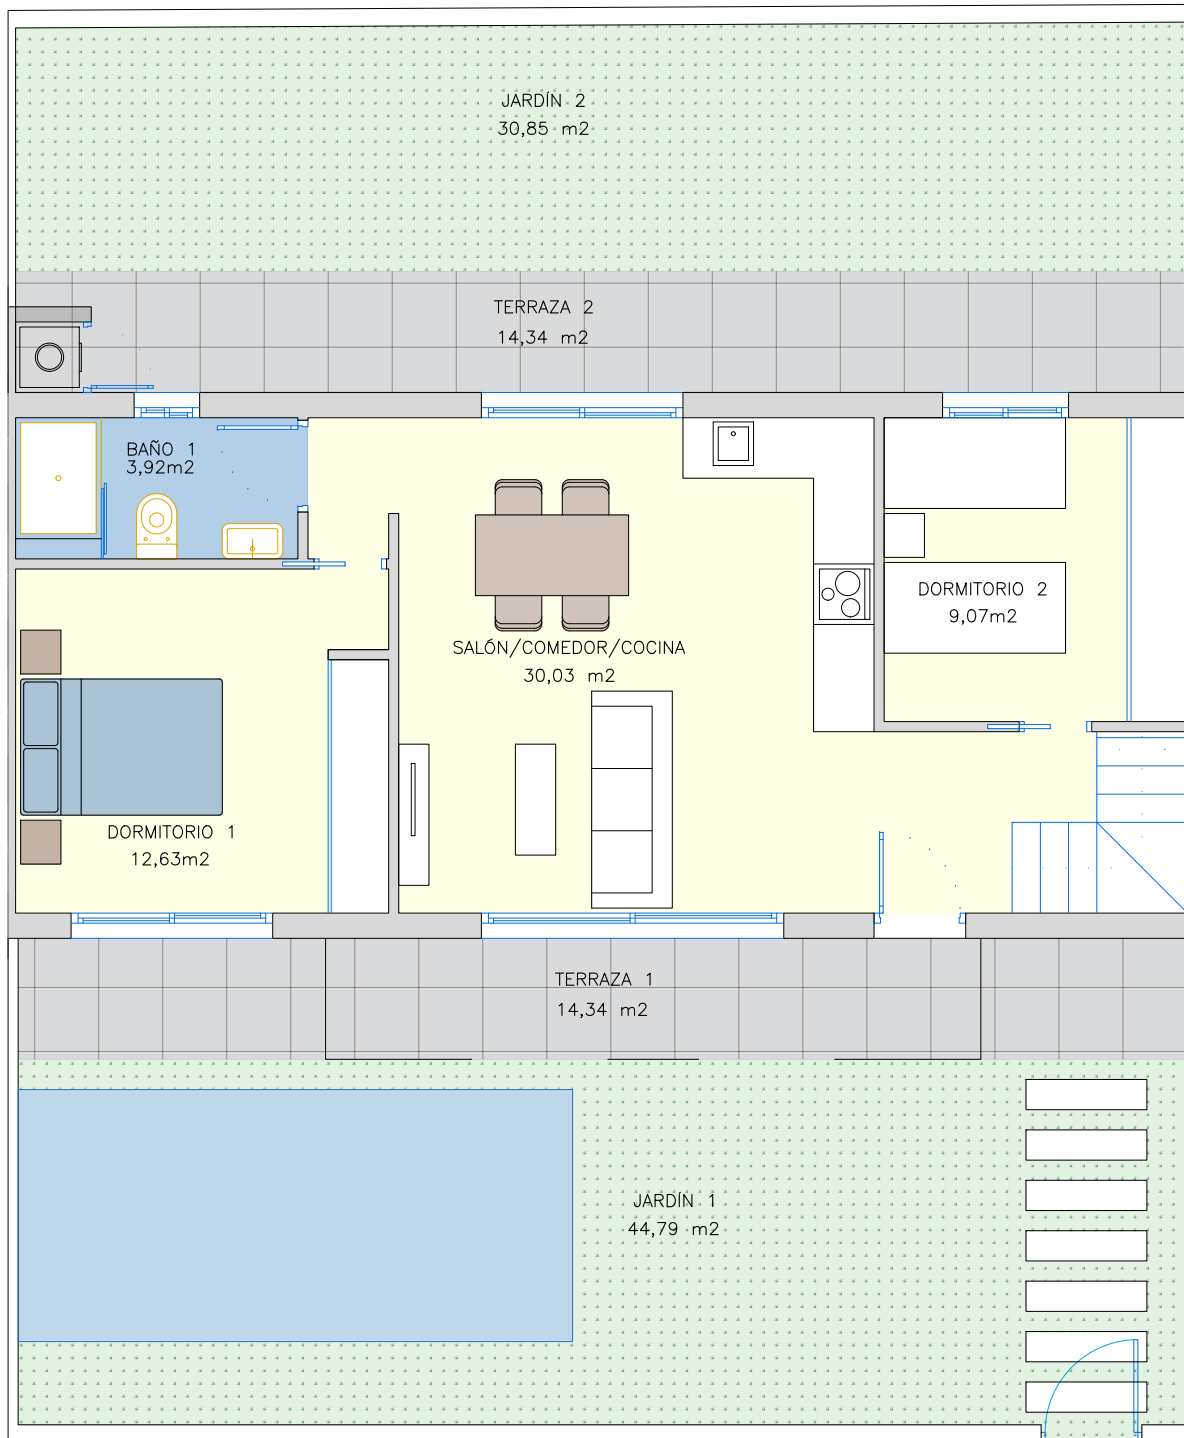 JARDÍN 2
30,85 m2
TERRAZA 2
14,34 m2
BAÑO 1
3,92m2
DORMITORIO 2
9,07m2
SALÓN/COMEDOR/COCINA
30,03 m2
DORMITORIO 1
12,63m2
TERRAZA 1
14,34 m2
JARDÍN 1
44,79 m2